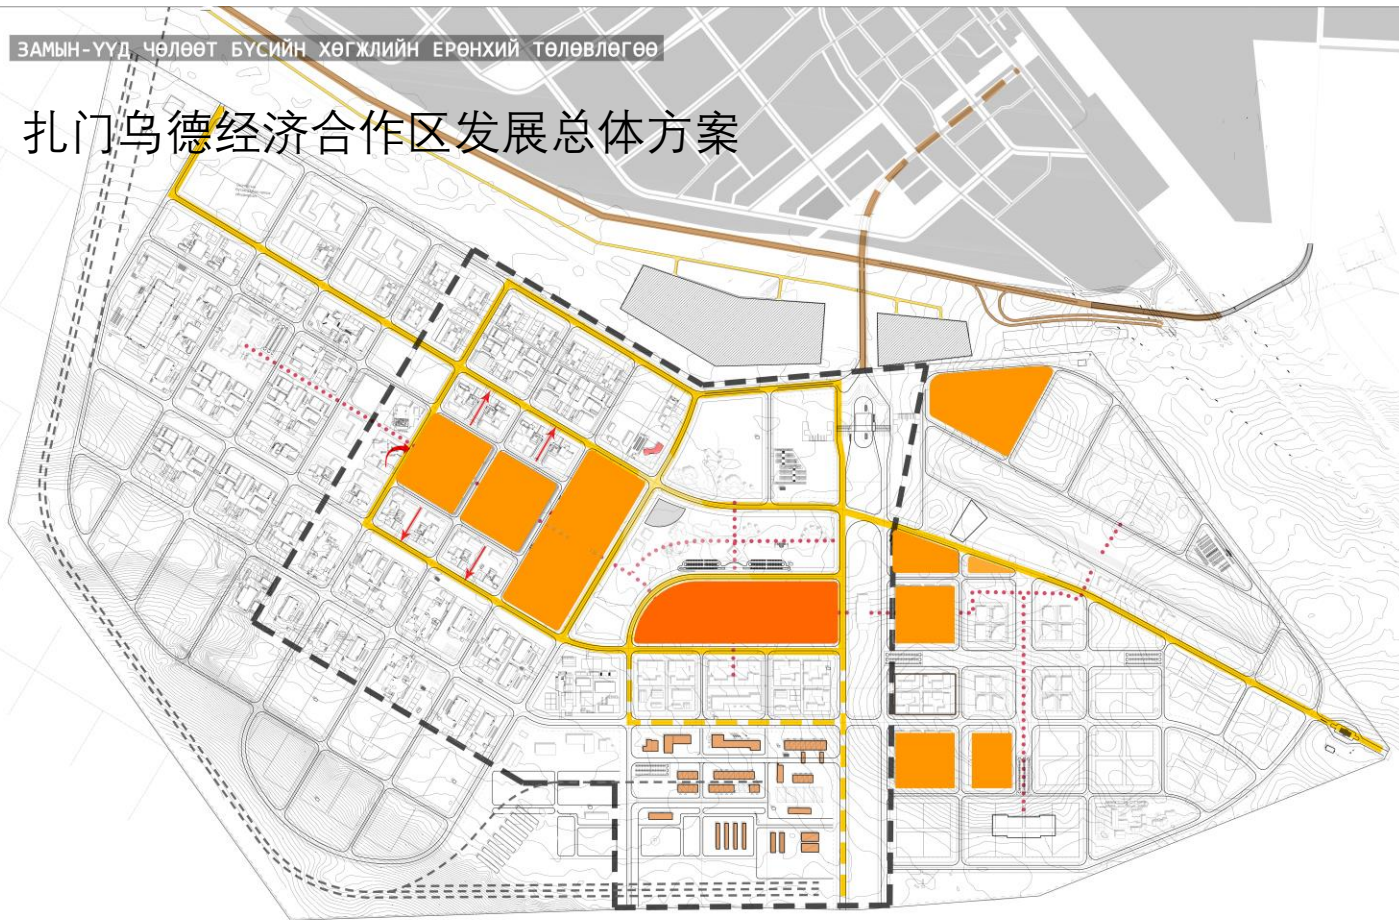 ЗАМЫН-ҮҮД ЧӨЛӨӨТ БҮСИЙН ХӨГЖЛИЙН ЕРӨНХИЙ ТӨЛӨВЛӨГӨӨ
扎门乌德经济合作区发展总体方案